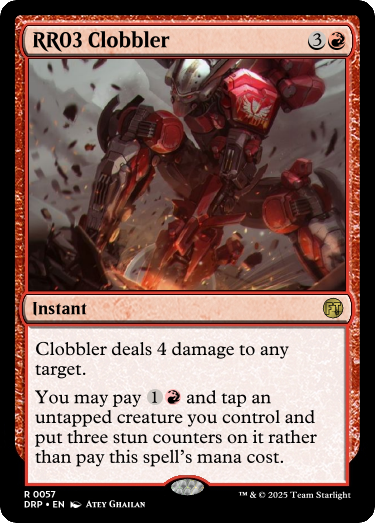 RR03 Clobbler
3
Instant
FT
Clobbler deals 4 damage to any
target.
You may pay 1 and tap an
untapped creature you control and
put three stun counters on it rather
than pay this spell's mana cost.
R 0057
DRP • EN Atey Ghailan
™ & © 2025 Team Starlight